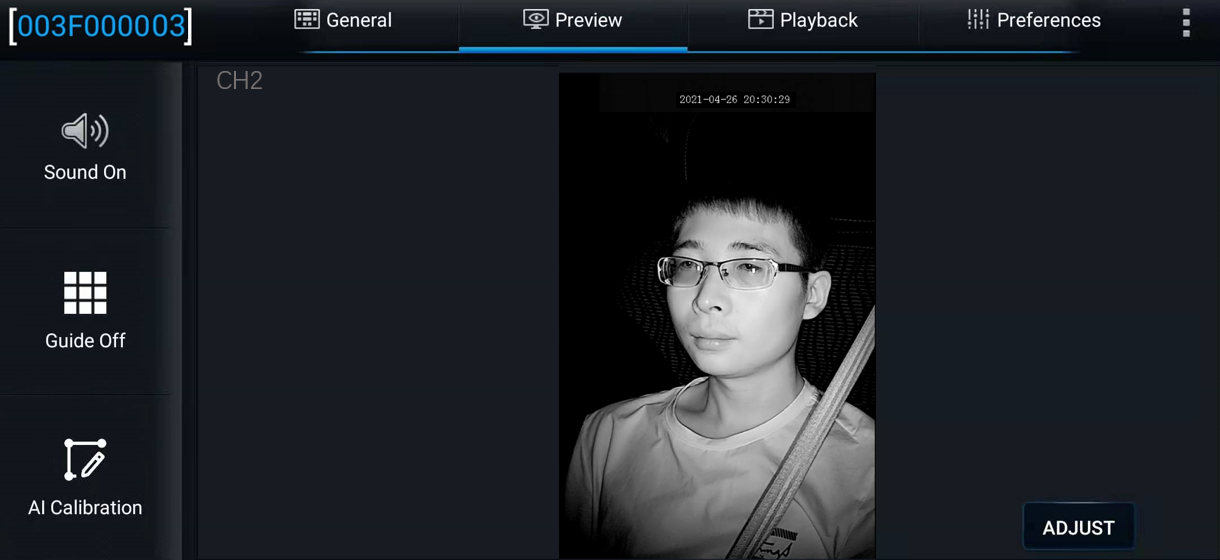 [003F000003]
General
Preview
Playback
Preferences
CH2
2021-04-26 20:30:29
Sound On
Guide Off
AI Calibration
ADJUST